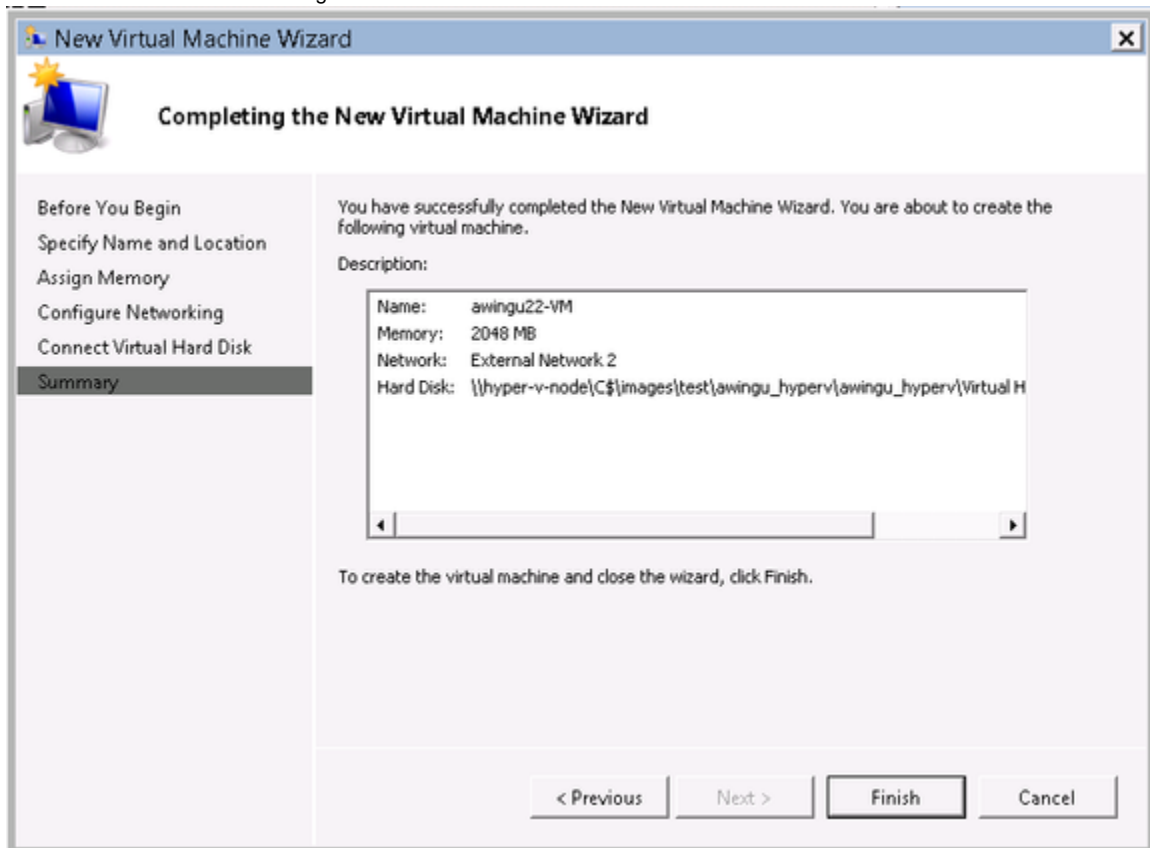 New Virtual Machine Wizard
Completing the New Virtual Machine Wizard
Before You Begin
Specify Name and Location
Assign Memory
Configure Networking
Connect Virtual Hard Disk
Summary
You have successfully completed the New Virtual Machine Wizard. You are about to create the
following virtual machine.
Description:
Name: awingu22-VM
Memory: 2048 MB
Network: External Network 2
Hard Disk: \\hyper-v-node\C$\images\test\awingu_hyperv\awingu_hyperv\Virtual H
To create the virtual machine and close the wizard, click Finish.
< Previous
Next >
Finish
Cancel